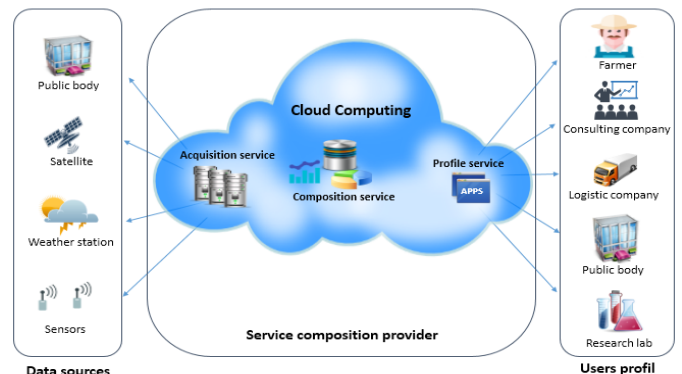 Public body
Satellite
Weather station
Sensors
Data sources
Cloud Computing
Acquisition service
Composition service
Profile service
APPS
Service composition provider
Farmer
Consulting company
Logistic company
Public body
Research lab
Users profil